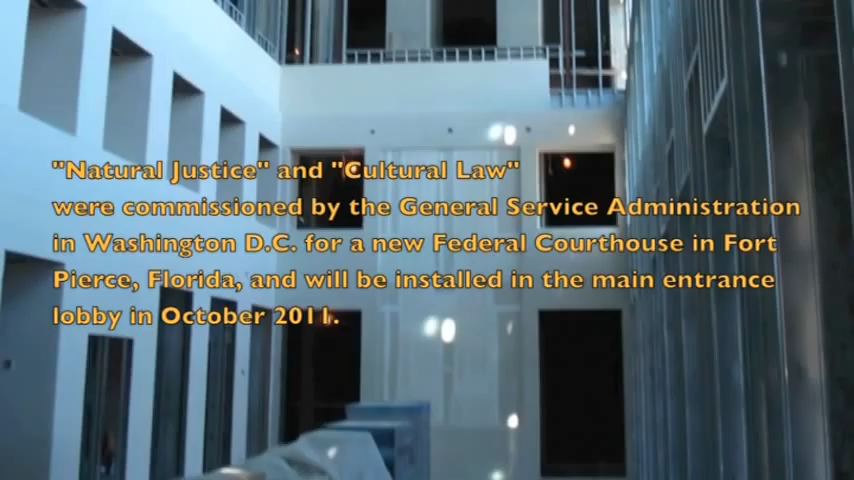 "Natural Justice" and "Cultural Law"
were commissioned by the General Service Administration
in Washington D.C. for a new Federal Courthouse in Fort
Pierce, Florida, and will be installed in the main entrance
lobby in October 2011.